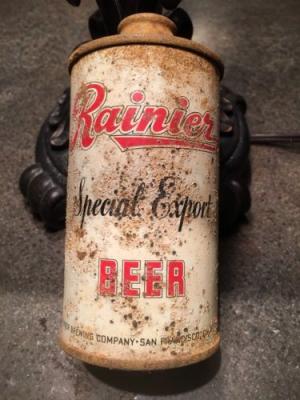 Rainier
Special Export
BEER
BREWING COMPANY · SAN FRANCISCO,